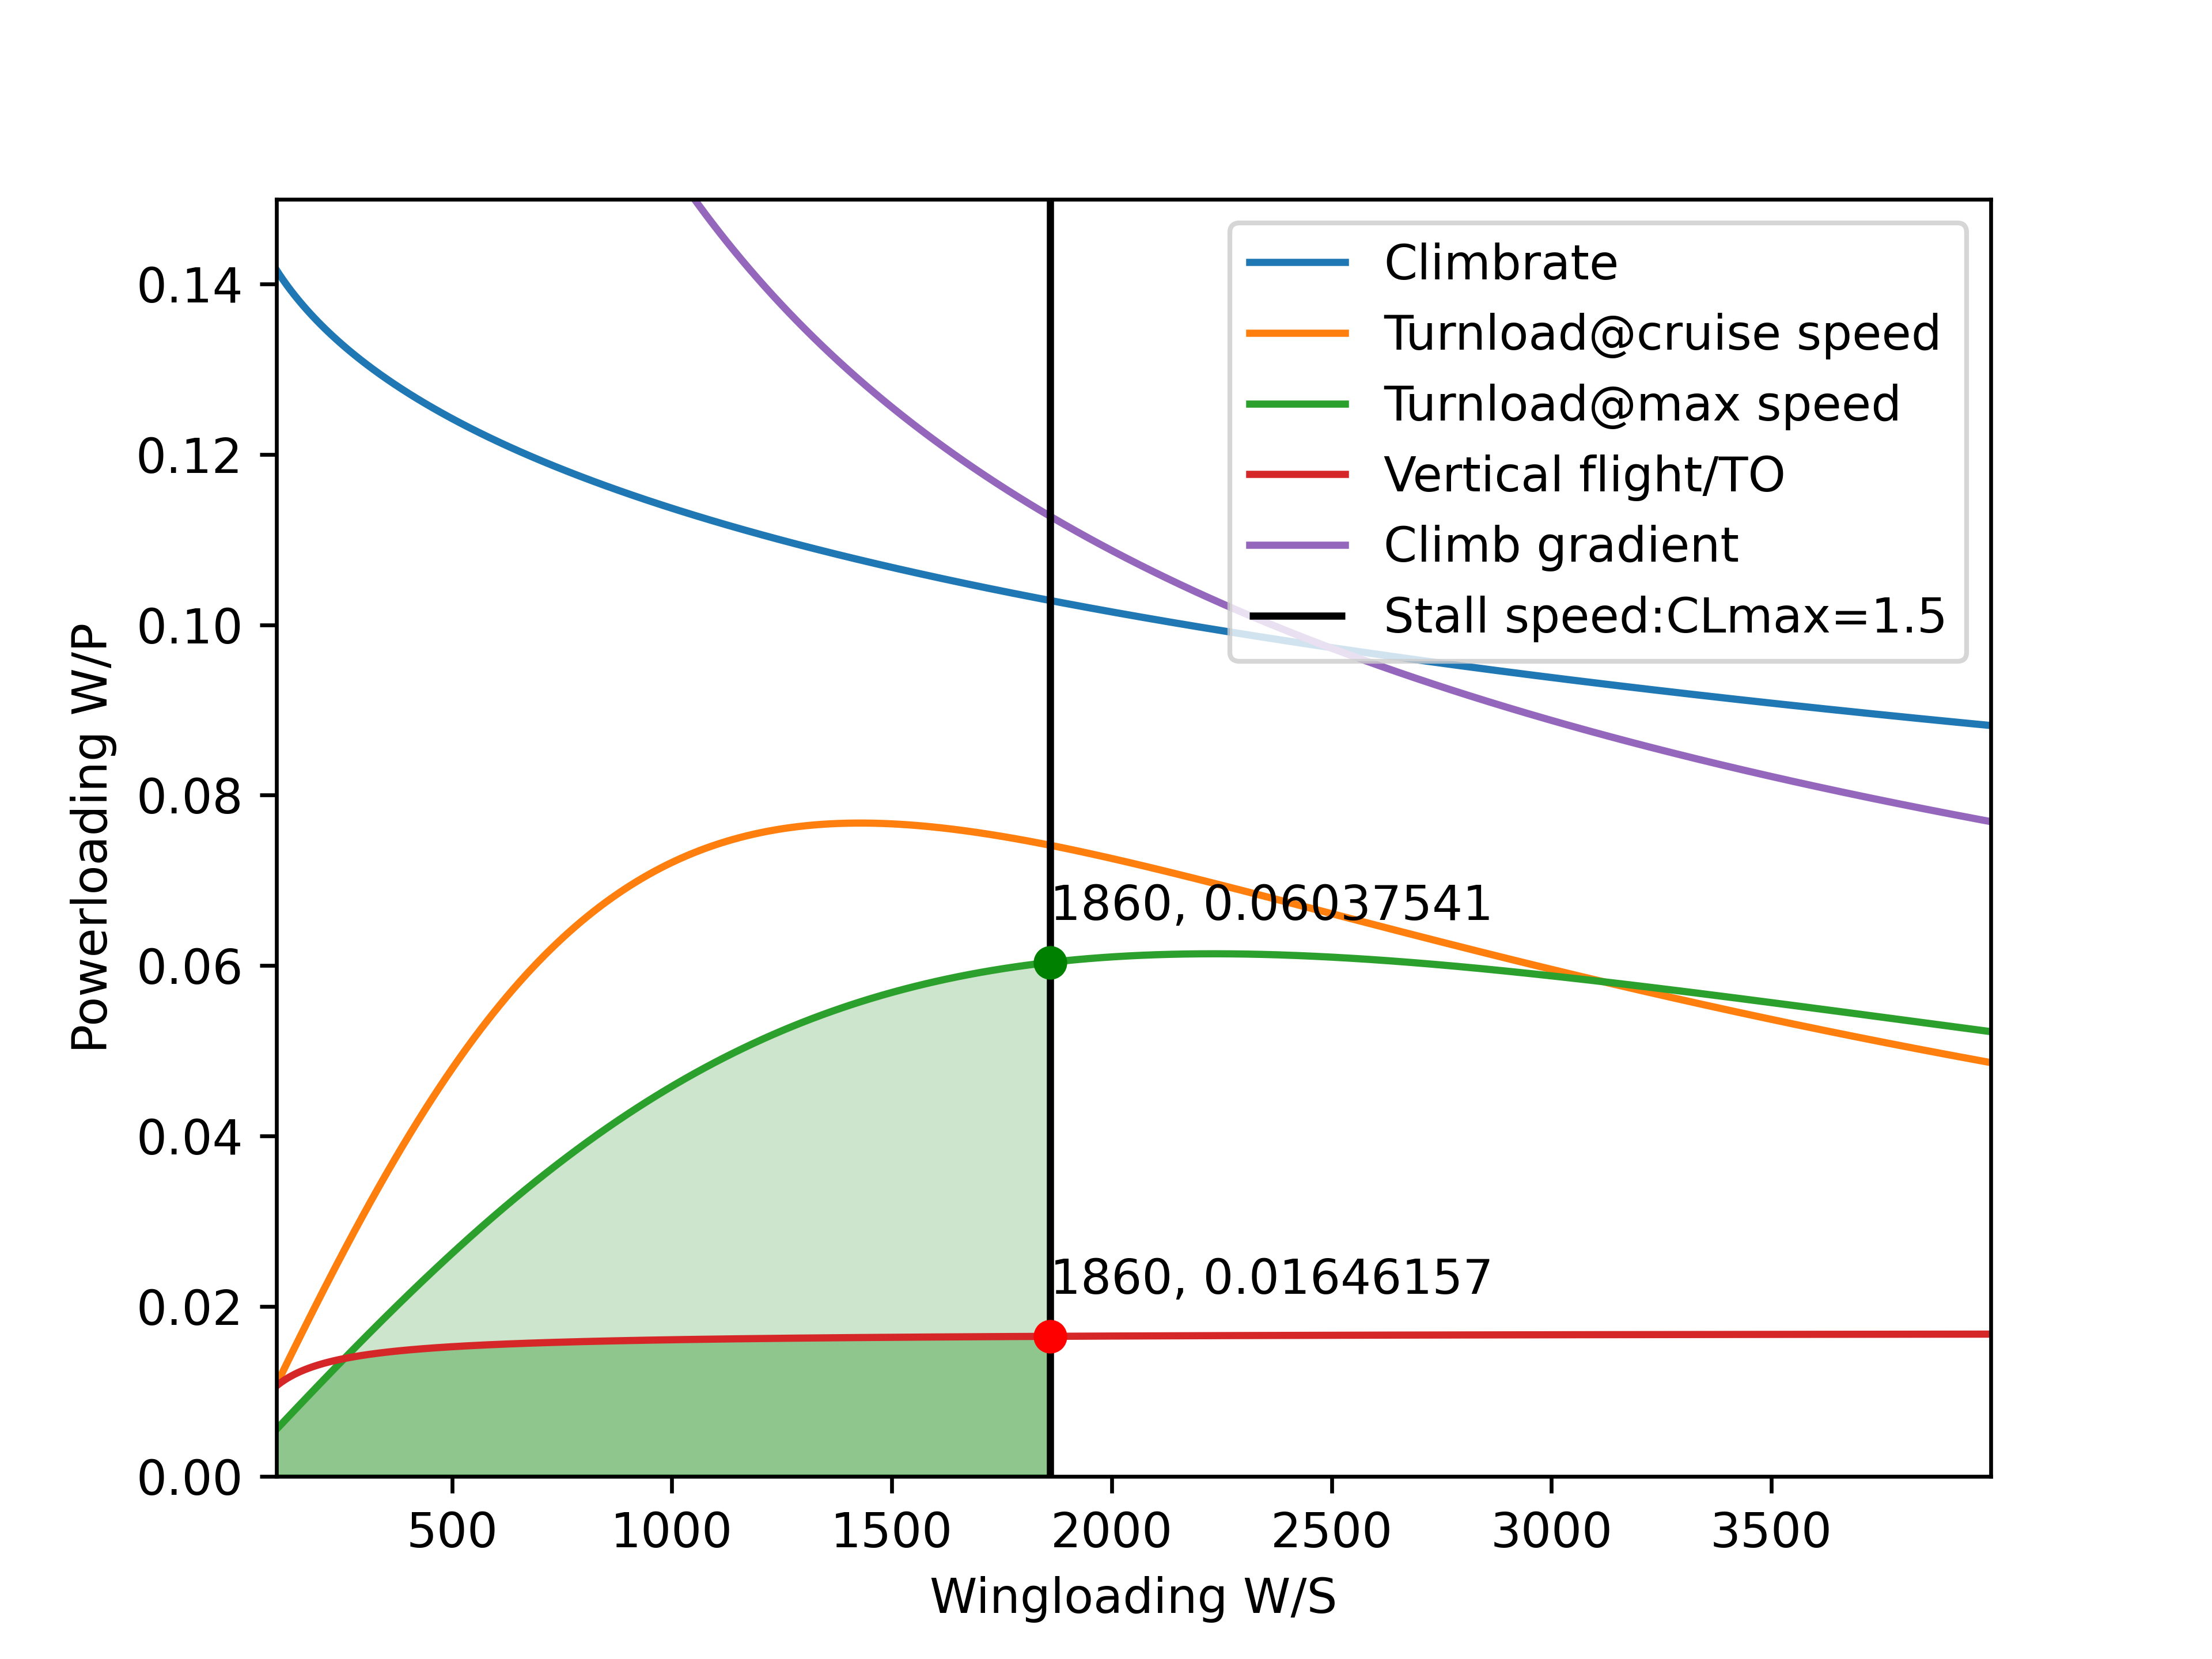 Climbrate
Turnload@cruise speed
Turnload@max speed
Vertical flight/TO
Climb gradient
Stall speed:CLmax=1.5
0.14
0.12
0.10
0.08
0.06
0.04
0.02
0.00
Powerloading W/P
1860, 0.06037541
1860, 0.01646157
500 1000 1500 2000 2500 3000 3500
Wingloading W/S